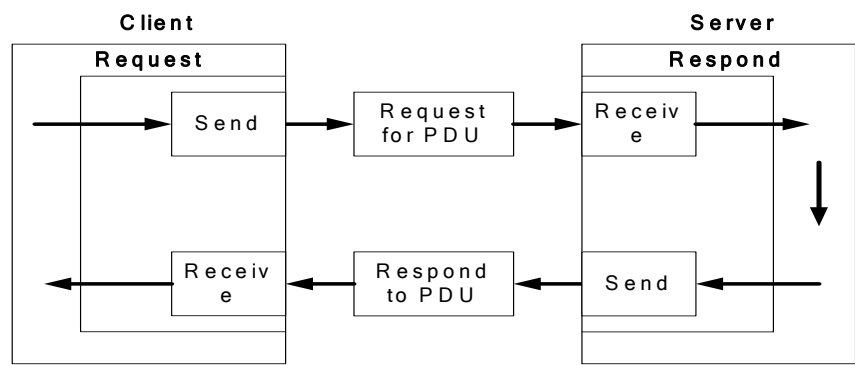 Client
Server
Request
Respond
Send
Request
for PDU
Receiv
e
Receiv
e
Respond
to PDU
Send